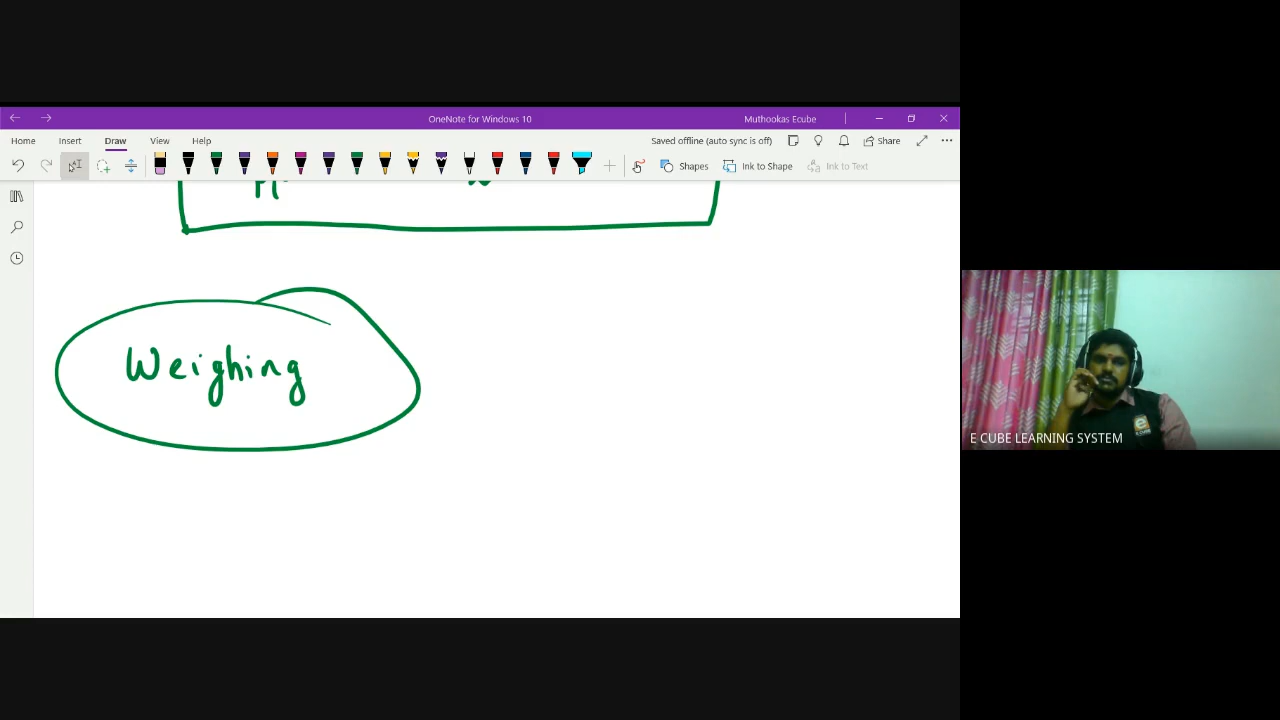 OneNote for Windows 10
Muthookas Ecube
Home Insert Draw View Help
Saved offline (auto sync is off)
Share
Shapes
Ink to Shape
Ink to Text
Weighing
E CUBE LEARNING SYSTEM